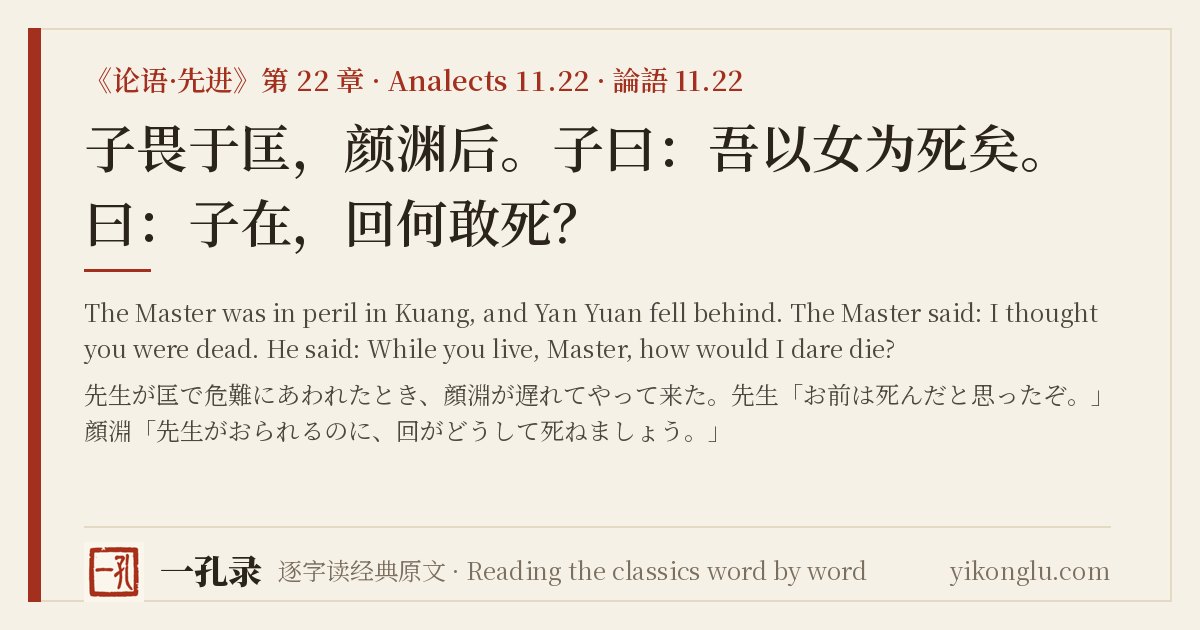 《论语·先进》第 22 章 · Analects 11.22 · 論語 11.22
子畏于匡，颜渊后。子曰：吾以女为死矣。
曰：子在，回何敢死？
The Master was in peril in Kuang, and Yan Yuan fell behind. The Master said: I thought
you were dead. He said: While you live, Master, how would I dare die?
先生が匡で危難にあわれたとき、顔淵が遅れてやって来た。先生「お前は死んだと思ったぞ。」
顔淵「先生がおられるのに、回がどうして死ねましょう。」
一孔
一孔录 逐字读经典原文 · Reading the classics word by word yikonglu.com